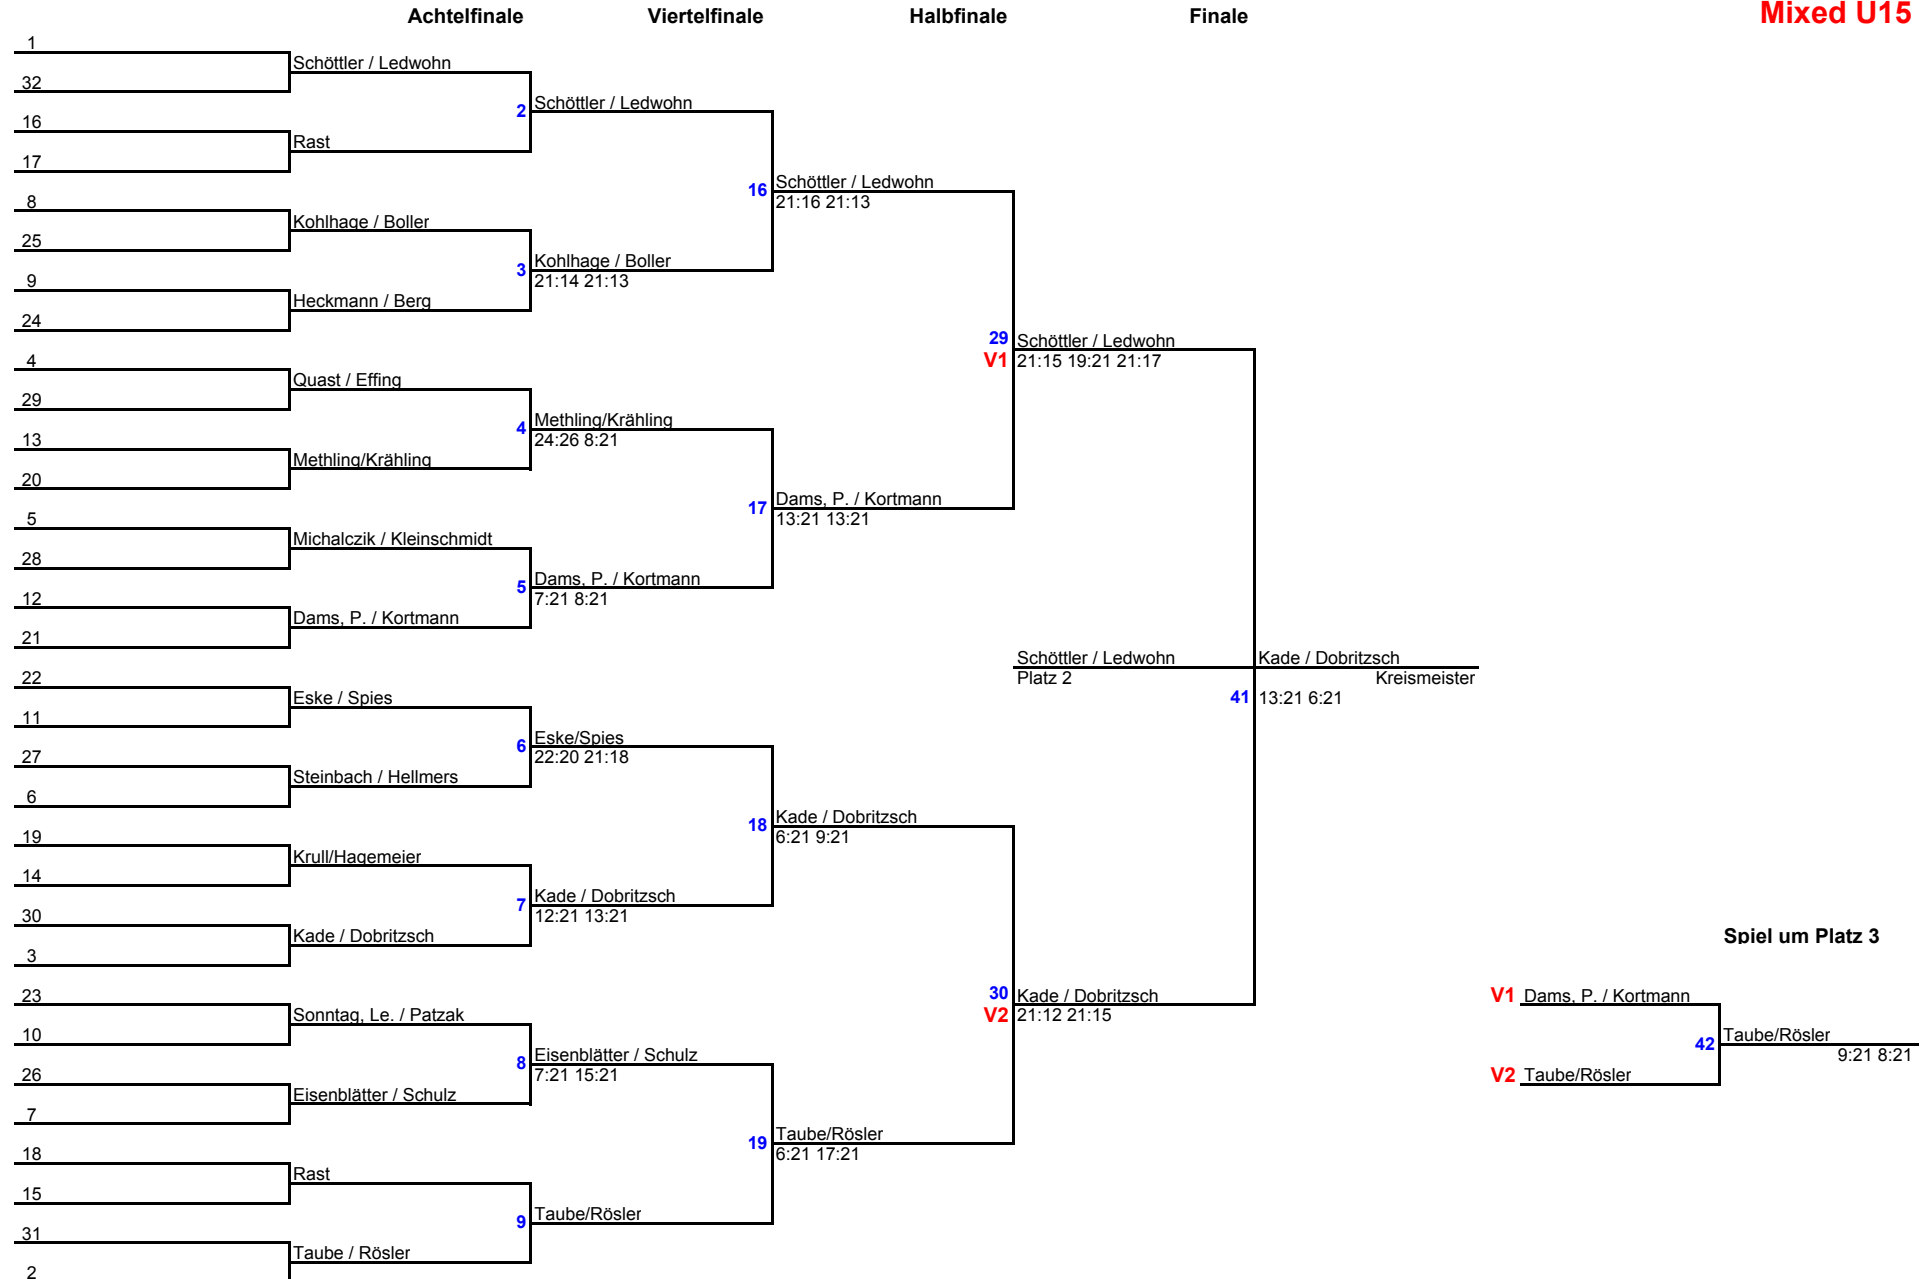 Achtelfinale Viertelfinale Halbfinale Finale Mixed U15
1
Schöttler / Ledwohn
32
2 Schöttler / Ledwohn
16
Rast
17
16 Schöttler / Ledwohn
21:16 21:13
8
Kohlhage / Boller
25
3 Kohlhage / Boller
21:14 21:13
9
Heckmann / Berg
24
29 Schöttler / Ledwohn
V1 21:15 19:21 21:17
4
Quast / Effing
29
4 Methling/Krähling
24:26 8:21
13
Methling/Krähling
20
17 Dams, P. / Kortmann
13:21 13:21
5
Michalczik / Kleinschmidt
28
5 Dams, P. / Kortmann
7:21 8:21
12
Dams, P. / Kortmann
21
Schöttler / Ledwohn Kade / Dobritzsch
Platz 2 Kreismeister
41 13:21 6:21
22
Eske / Spies
11
6 Eske/Spies
22:20 21:18
27
Steinbach / Hellmers
6
18 Kade / Dobritzsch
6:21 9:21
19
Krull/Hagemeier
14
7 Kade / Dobritzsch
12:21 13:21
30
Kade / Dobritzsch
3
Spiel um Platz 3
23
Sonntag, Le. / Patzak
10
30 Kade / Dobritzsch
V2 21:12 21:15
V1 Dams, P. / Kortmann
42 Taube/Rösler
9:21 8:21
V2 Taube/Rösler
8 Eisenblätter / Schulz
7:21 15:21
26
Eisenblätter / Schulz
7
19 Taube/Rösler
6:21 17:21
18
Rast
15
9 Taube/Rösler
31
Taube / Rösler
2